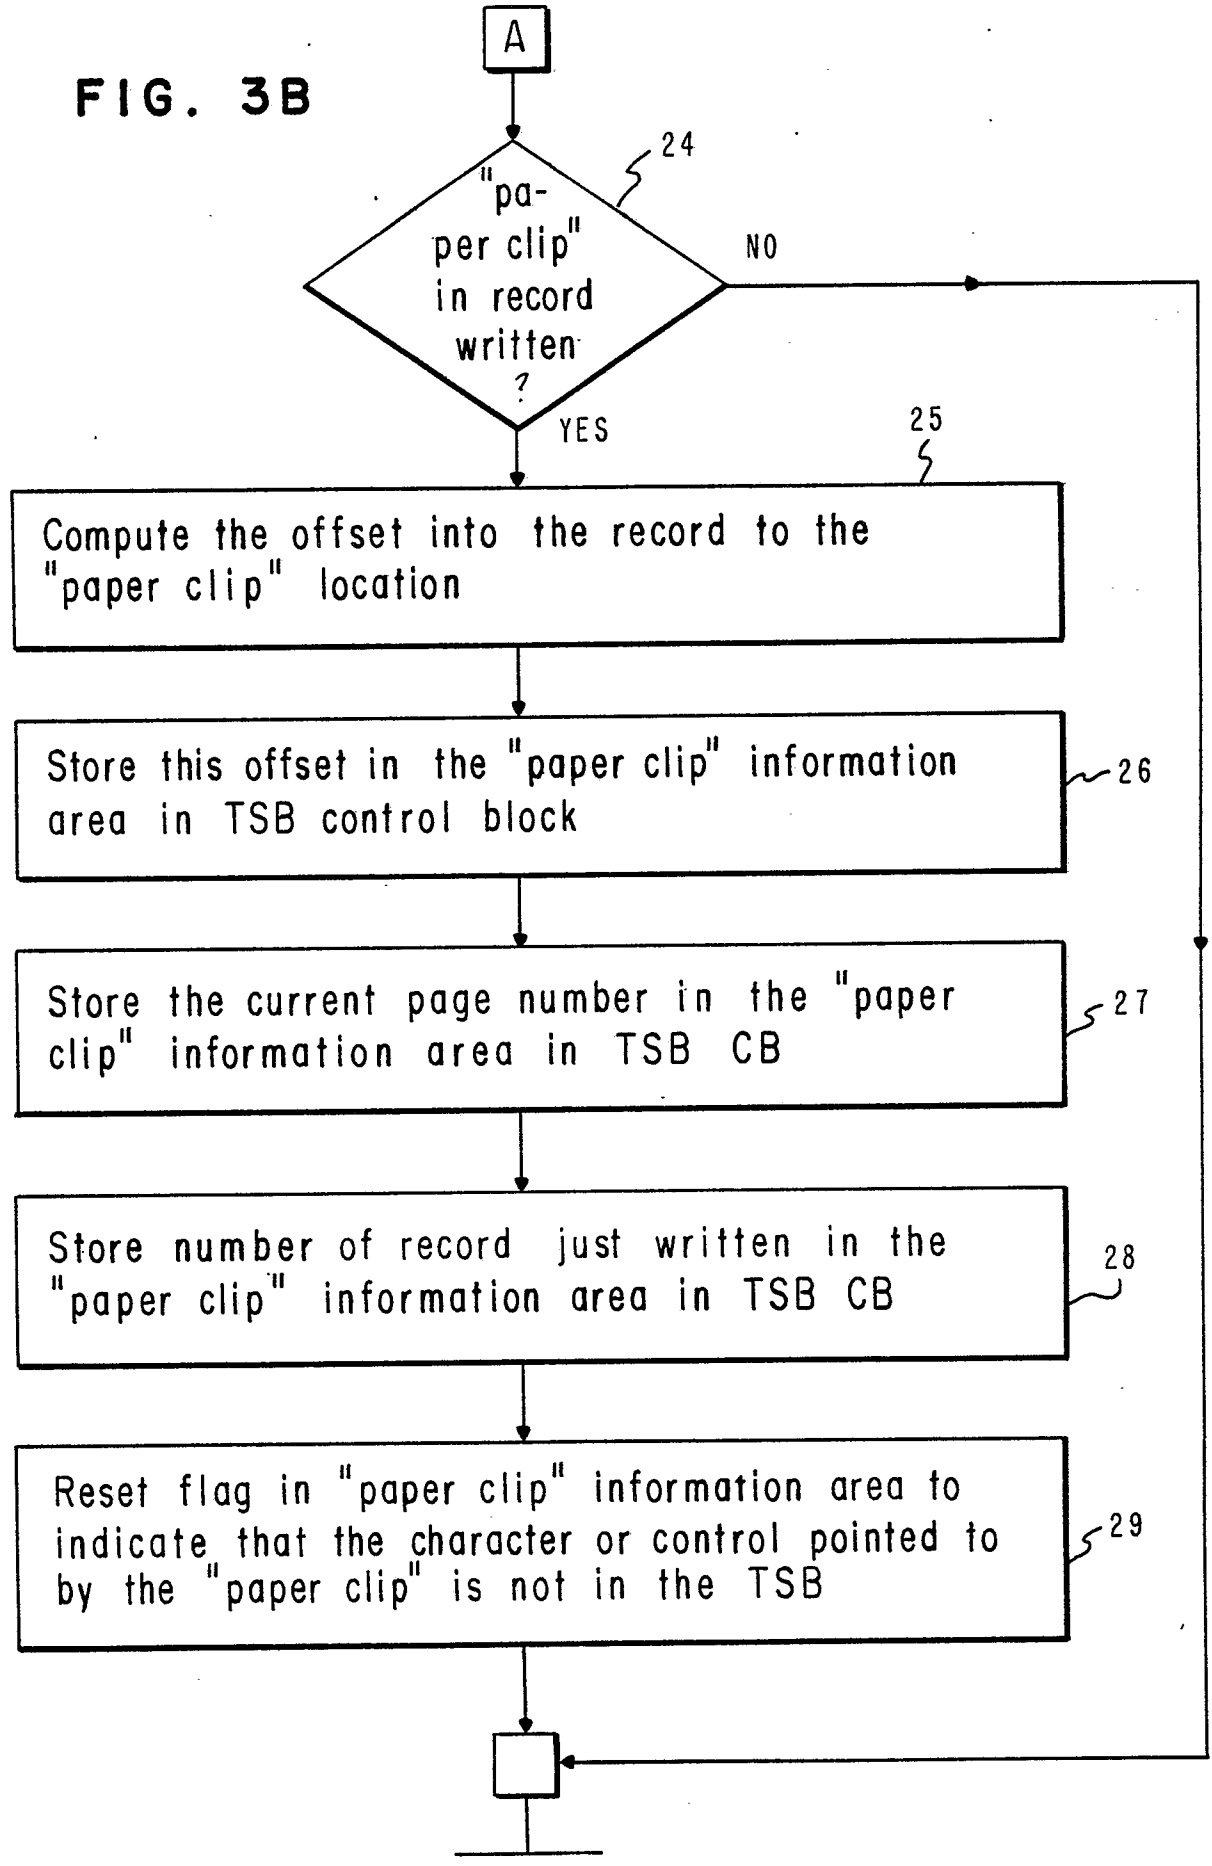 A
FIG. 3B
24
"pa-
per clip"
in record
written
?
NO
YES
25
Compute the offset into the record to the
"paper clip" location
Store this offset in the "paper clip" information
area in TSB control block
26
Store the current page number in the "paper
clip" information area in TSB CB
27
Store number of record just written in the
"paper clip" information area in TSB CB
28
Reset flag in "paper clip" information area to
indicate that the character or control pointed to
by the "paper clip" is not in the TSB
29